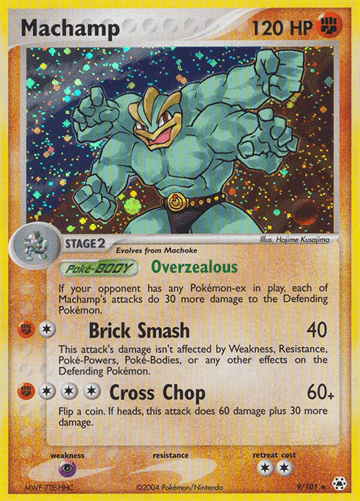 Machamp 120 HP
Illus. Hajime Kusajima
STAGE2
Evolves from Machoke
Poké-BODY Overzealous
If your opponent has any Pokémon-ex in play, each of
Machamp's attacks do 30 more damage to the Defending
Pokémon.
Brick Smash 40
This attack's damage isn't affected by Weakness, Resistance,
Poké-Powers, Poké-Bodies, or any other effects on the
Defending Pokémon.
Cross Chop 60+
Flip a coin. If heads, this attack does 60 damage plus 30 more
damage.
weakness resistance retreat cost
MWF-7TE-HHC ©2004 Pokémon/Nintendo 9/101 ★